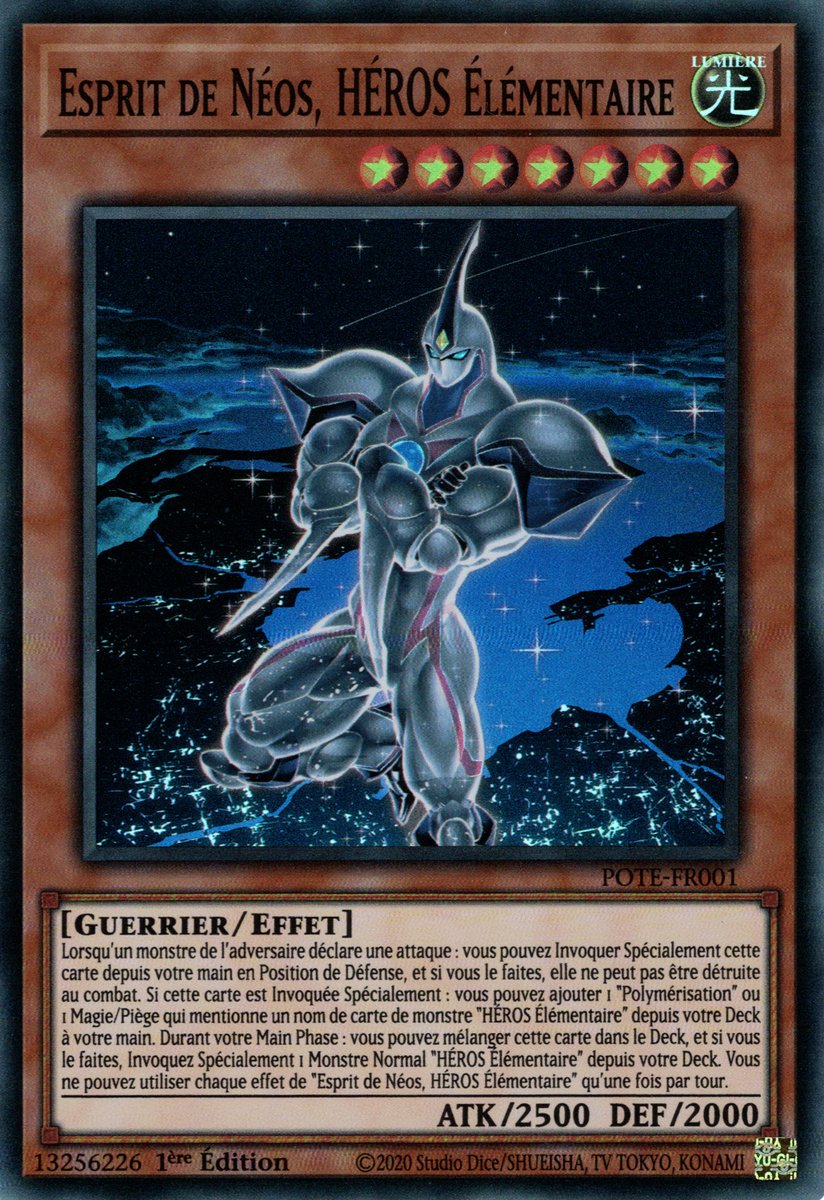 Esprit de Néos, HÉROS Élémentaire
LUMIÈRE
光
POTE-FR001
[Guerrier/Effet]
Lorsqu'un monstre de l'adversaire déclare une attaque : vous pouvez Invoquer Spécialement cette
carte depuis votre main en Position de Défense, et si vous le faites, elle ne peut pas être détruite
au combat. Si cette carte est Invoquée Spécialement : vous pouvez ajouter 1 "Polymérisation" ou
1 Magie/Piège qui mentionne un nom de carte de monstre "HÉROS Élémentaire" depuis votre Deck
à votre main. Durant votre Main Phase : vous pouvez mélanger cette carte dans le Deck, et si vous
le faites, Invoquez Spécialement 1 Monstre Normal "HÉROS Élémentaire" depuis votre Deck. Vous
ne pouvez utiliser chaque effet de "Esprit de Néos, HÉROS Élémentaire" qu'une fois par tour.
ATK/2500 DEF/2000
13256226 1ère Édition
©2020 Studio Dice/SHUEISHA, TV TOKYO, KONAMI